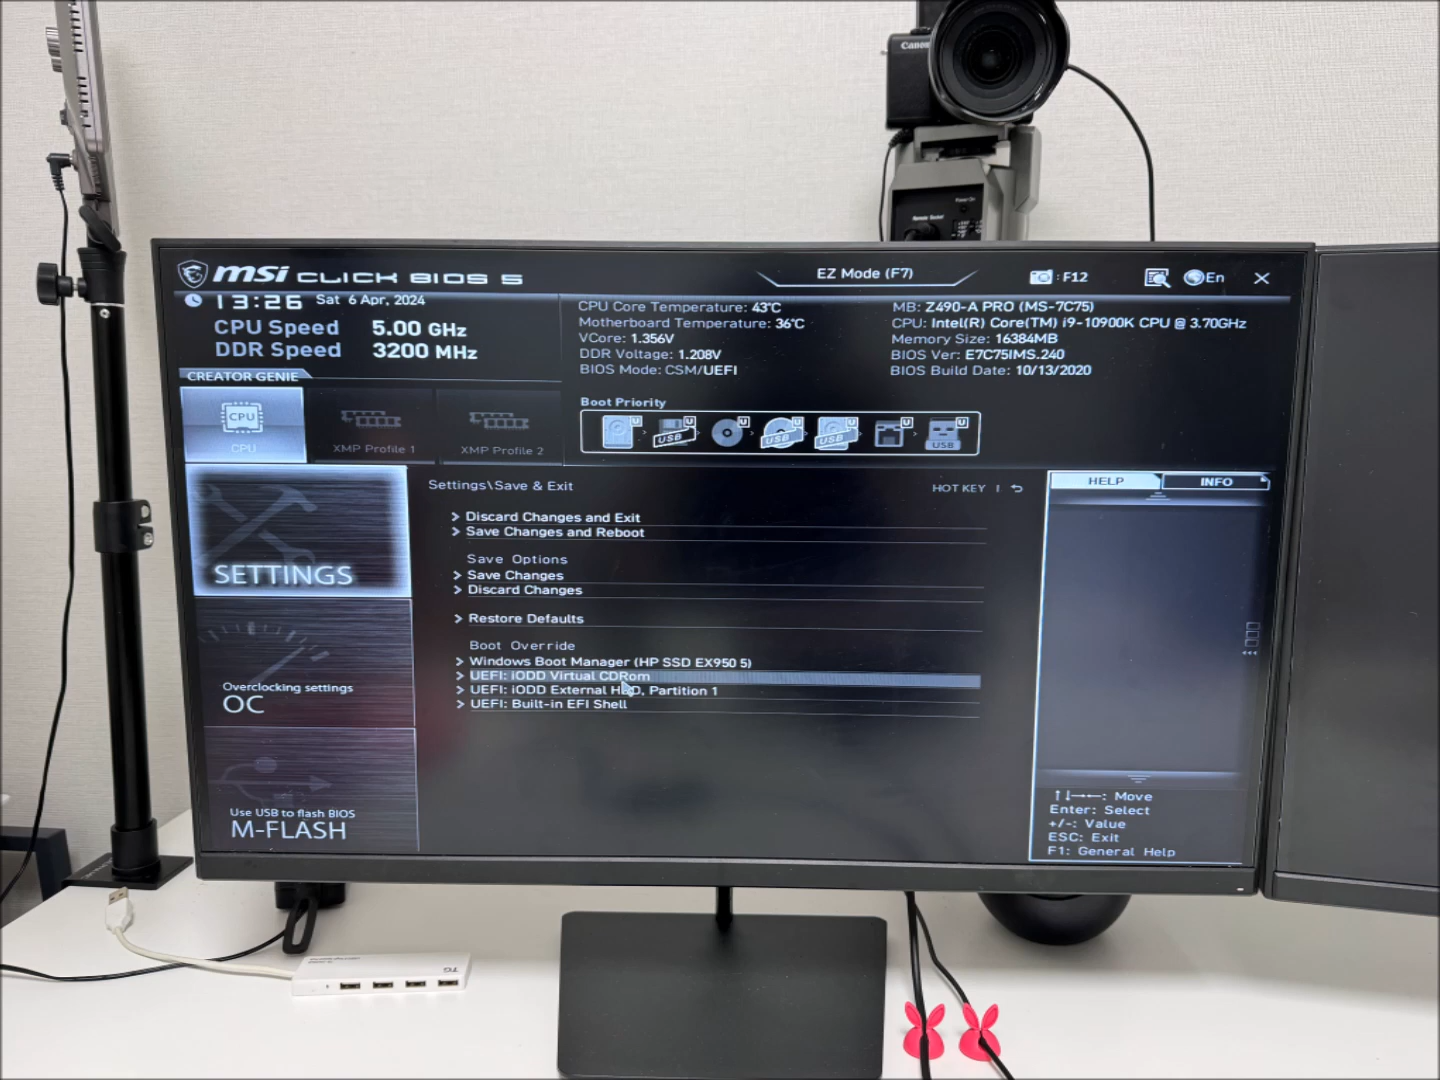 Canon
Power On
Remote Socket
msi CLICK BIOS 5
EZ Mode (F7)
: F12
En
13:26 Sat 6 Apr, 2024
CPU Speed 5.00 GHz
DDR Speed 3200 MHz
CPU Core Temperature: 43°C
Motherboard Temperature: 36°C
VCore: 1.356V
DDR Voltage: 1.208V
BIOS Mode: CSM/UEFI
MB: Z490-A PRO (MS-7C75)
CPU: Intel(R) Core(TM) i9-10900K CPU @ 3.70GHz
Memory Size: 16384MB
BIOS Ver: E7C75IMS.240
BIOS Build Date: 10/13/2020
CREATOR GENIE
CPU
CPU
XMP Profile 1
XMP Profile 2
Boot Priority
U U U U U U U
USB USB USB USB
SETTINGS
Overclocking settings
OC
Use USB to flash BIOS
M-FLASH
Settings\Save & Exit
HOT KEY
> Discard Changes and Exit
> Save Changes and Reboot
Save Options
> Save Changes
> Discard Changes
> Restore Defaults
Boot Override
> Windows Boot Manager (HP SSD EX950 5)
> UEFI: iODD Virtual CDRom
> UEFI: iODD External HDD, Partition 1
> UEFI: Built-in EFI Shell
HELP
INFO
↑↓→←: Move
Enter: Select
+/-: Value
ESC: Exit
F1: General Help
TG